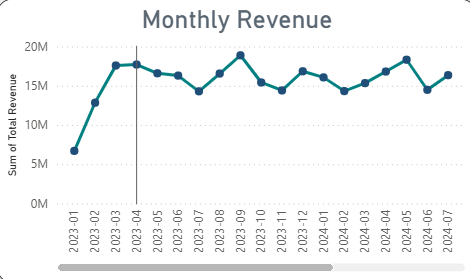 Monthly Revenue
Sum of Total Revenue
20M
15M
10M
5M
0M
2023-01
2023-02
2023-03
2023-04
2023-05
2023-06
2023-07
2023-08
2023-09
2023-10
2023-11
2023-12
2024-01
2024-02
2024-03
2024-04
2024-05
2024-06
2024-07